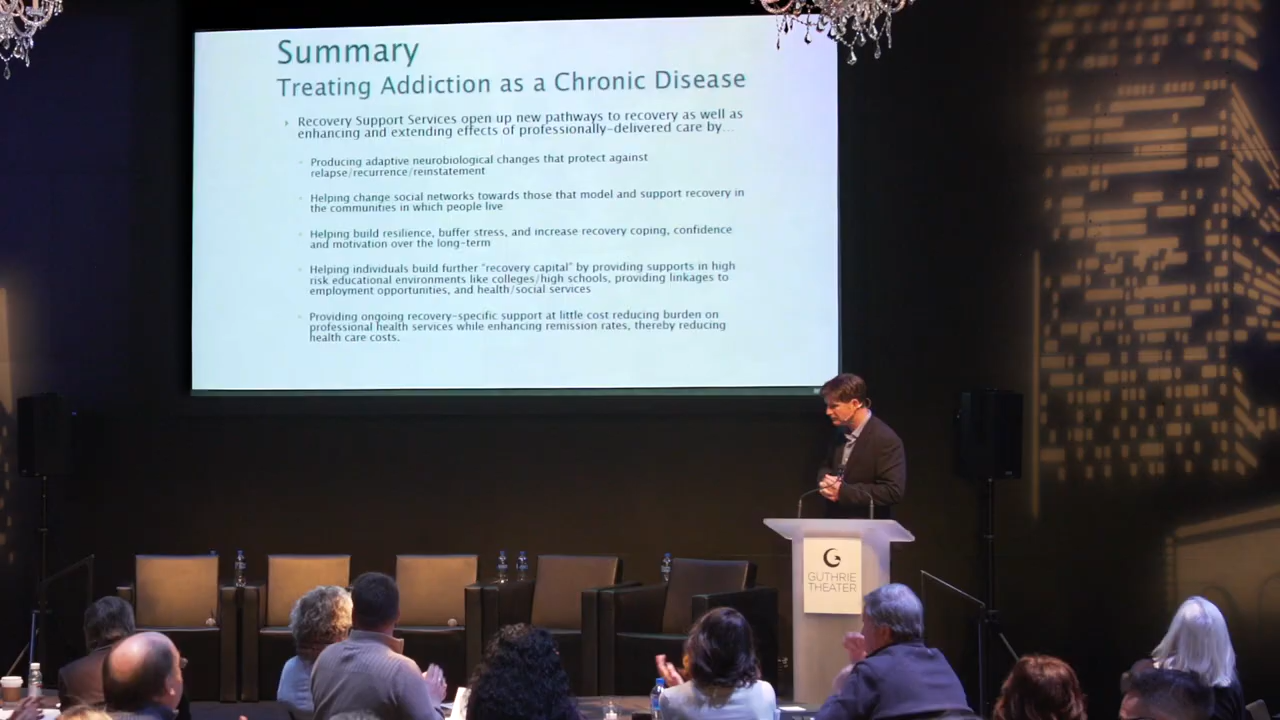 Summary
Treating Addiction as a Chronic Disease
Recovery Support Services open up new pathways to recovery as well as
enhancing and extending effects of professionally-delivered care by...
Producing adaptive neurobiological changes that protect against
relapse/recurrence/reinstatement
Helping change social networks towards those that model and support recovery in
the communities in which people live
Helping build resilience, buffer stress, and increase recovery coping, confidence
and motivation over the long-term
Helping individuals build further "recovery capital" by providing supports in high
risk educational environments like colleges/high schools, providing linkages to
employment opportunities, and health/social services
Providing ongoing recovery-specific support at little cost reducing burden on
professional health services while enhancing remission rates, thereby reducing
health care costs.
GUTHRIE
THEATER